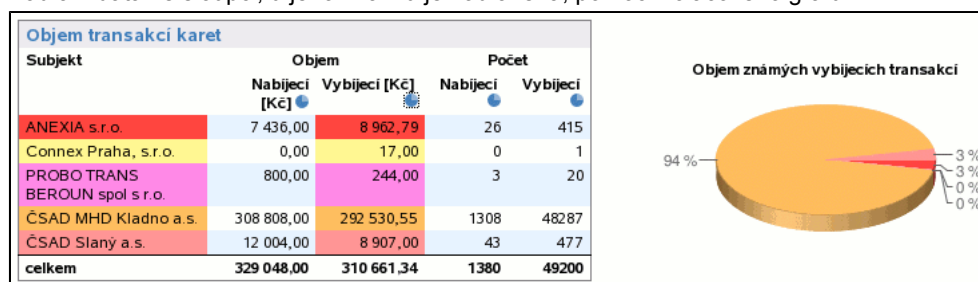 Objem transakcí karet
Subjekt Objem Počet
Nabíjecí [Kč] Vybíjecí [Kč] Nabíjecí Vybíjecí
ANEXIA s.r.o. 7 436,00 8 962,79 26 415
Connex Praha, s.r.o. 0,00 17,00 0 1
PROBO TRANS BEROUN spol s r.o. 800,00 244,00 3 20
ČSAD MHD Kladno a.s. 308 808,00 292 530,55 1308 48287
ČSAD Slaný a.s. 12 004,00 8 907,00 43 477
celkem 329 048,00 310 661,34 1380 49200
Objem známých vybíjecích transakcí
94 %
3 %
3 %
0 %
0 %